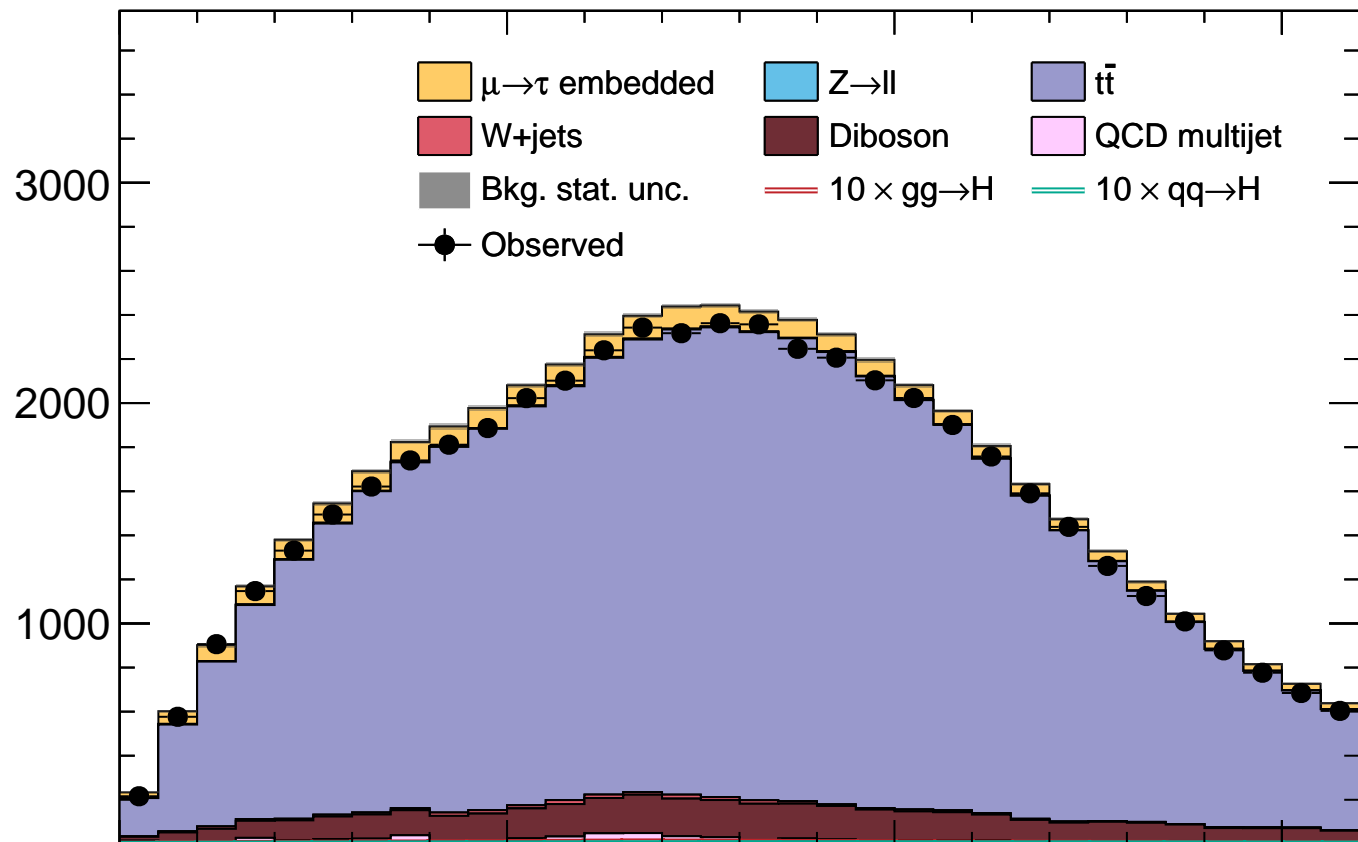 μ→τ embedded Z→ll tt̄
W+jets Diboson QCD multijet
3000
Bkg. stat. unc. 10 × gg→H 10 × qq→H
Observed
2000
1000